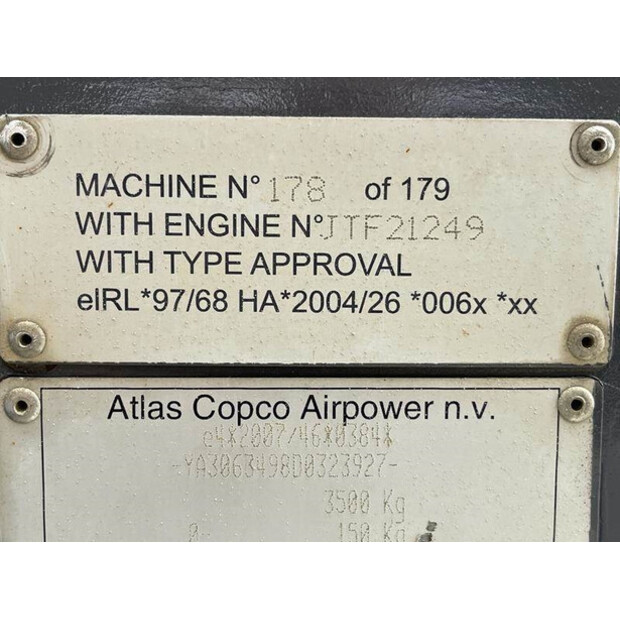 MACHINE N° 178 of 179
WITH ENGINE N° JTF21249
WITH TYPE APPROVAL
eIRL*97/68 HA*2004/26 *006x *xx
Atlas Copco Airpower n.v.
e4*2007/46*0384*
-YA3063498D0323927-
3500 Kg
0- 150 Kg